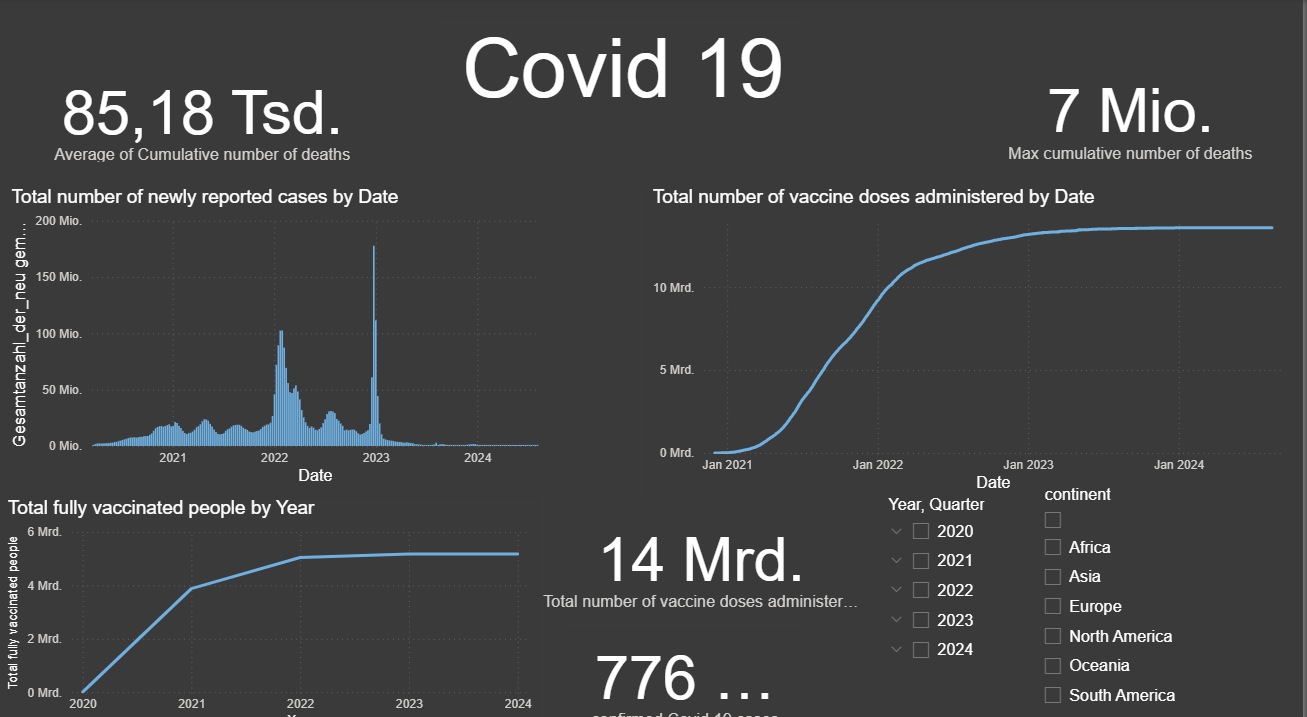 Covid 19
85,18 Tsd.
Average of Cumulative number of deaths
7 Mio.
Max cumulative number of deaths
Total number of newly reported cases by Date
Gesamtanzahl_der_neu gem...
200 Mio.
150 Mio.
100 Mio.
50 Mio.
0 Mio.
2021 2022 2023 2024
Date
Total number of vaccine doses administered by Date
10 Mrd.
5 Mrd.
0 Mrd.
Jan 2021 Jan 2022 Jan 2023 Jan 2024
Date
Total fully vaccinated people by Year
Total fully vaccinated people
6 Mrd.
4 Mrd.
2 Mrd.
0 Mrd.
2020 2021 2022 2023 2024
14 Mrd.
Total number of vaccine doses administer...
776 ...
confirmed Covid-19 cases
Year, Quarter
2020
2021
2022
2023
2024
continent
Africa
Asia
Europe
North America
Oceania
South America